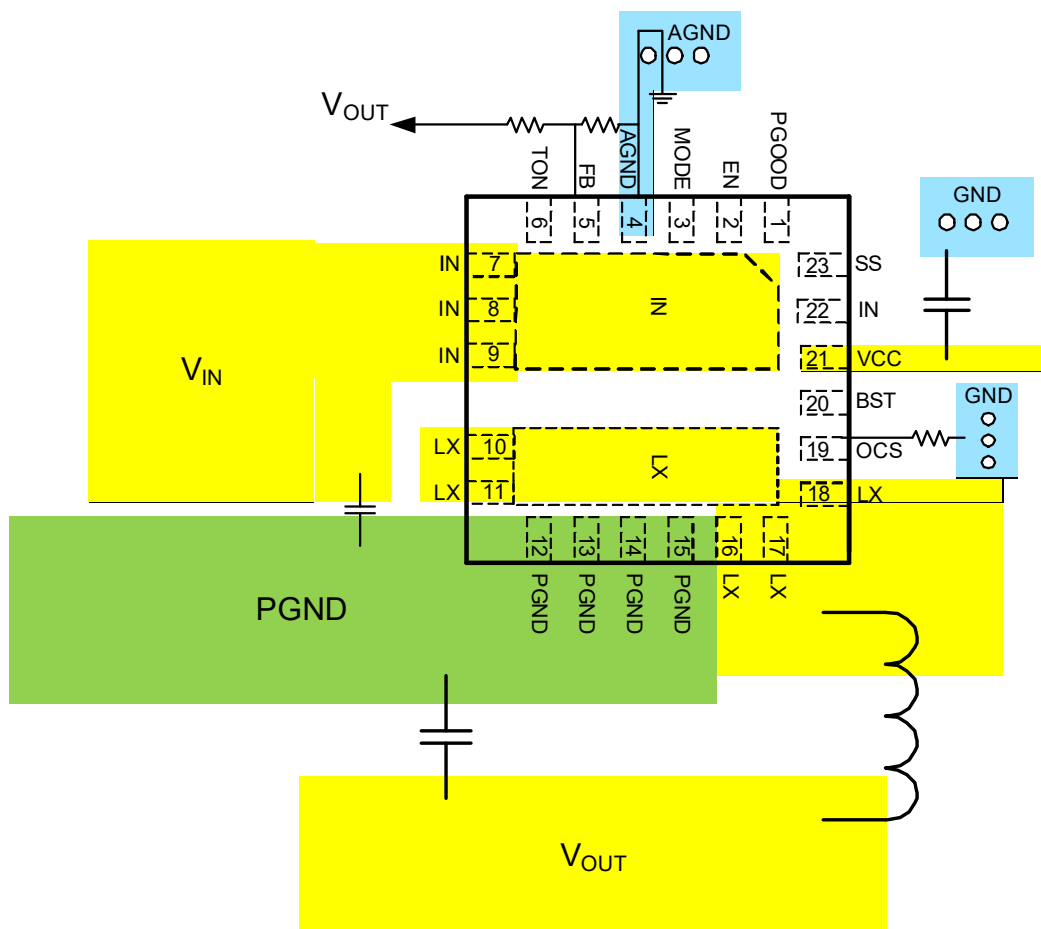 AGND
VOUT
TON
FB
AGND
MODE
EN
PGOOD
6
5
4
3
2
1
GND
IN 7
IN 8
IN 9
IN
23 SS
22 IN
21 VCC
20 BST
19 OCS
18 LX
GND
VIN
LX 10
LX 11
LX
12
13
14
15
16
17
PGND
PGND
PGND
PGND
LX
LX
PGND
VOUT